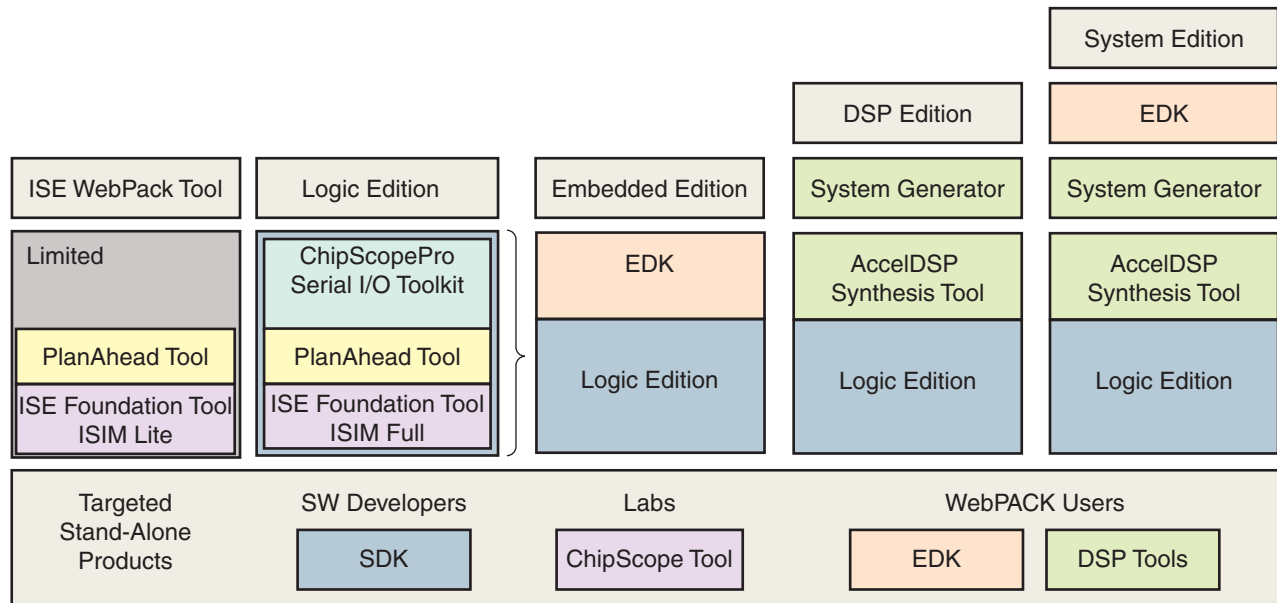 System Edition
DSP Edition
EDK
ISE WebPack Tool
Logic Edition
Embedded Edition
System Generator
System Generator
Limited
PlanAhead Tool
ISE Foundation Tool
ISIM Lite
ChipScopePro
Serial I/O Toolkit
PlanAhead Tool
ISE Foundation Tool
ISIM Full
EDK
Logic Edition
AccelDSP
Synthesis Tool
Logic Edition
AccelDSP
Synthesis Tool
Logic Edition
Targeted
Stand-Alone
Products
SW Developers
SDK
Labs
ChipScope Tool
WebPACK Users
EDK
DSP Tools